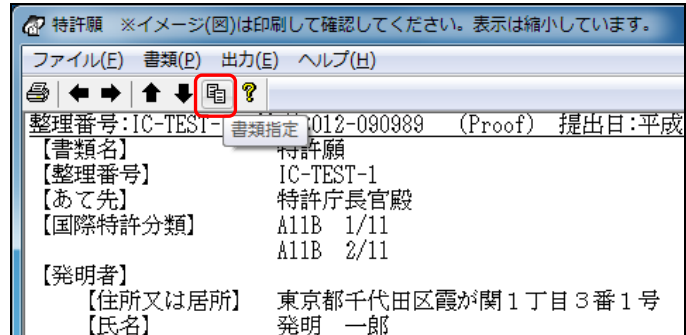 特許願 ※イメージ(図)は印刷して確認してください。表示は縮小しています。
ファイル(F) 書類(P) 出力(E) ヘルプ(H)
整理番号:IC-TEST- 012-090989 (Proof) 提出日:平成
書類指定
【書類名】 特許願
【整理番号】 IC-TEST-1
【あて先】 特許庁長官殿
【国際特許分類】 A11B 1/11
A11B 2/11
【発明者】
【住所又は居所】 東京都千代田区霞が関1丁目3番1号
【氏名】 発明 一郎